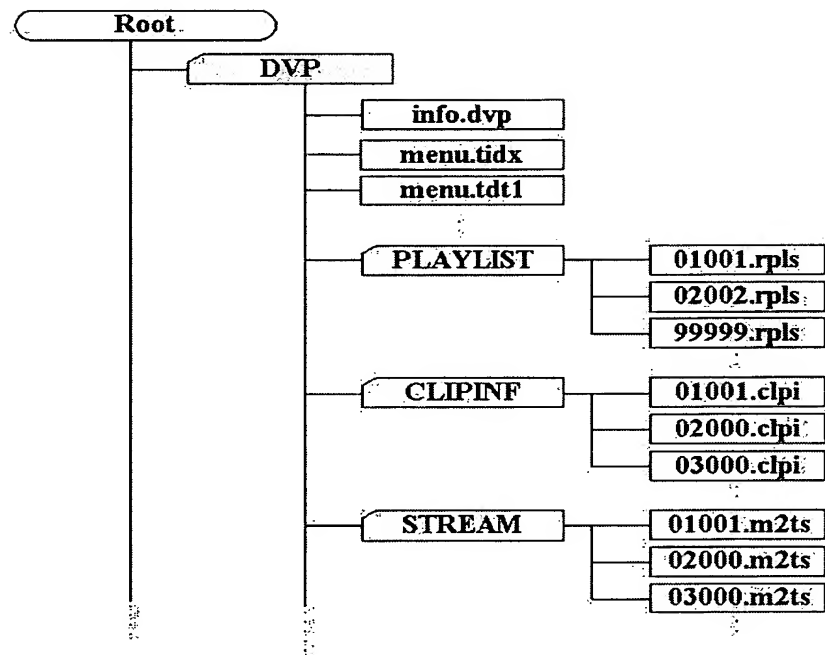 Root
DVP
info.dvp
menu.tidx
menu.tdt1
PLAYLIST
01001.rpls
02002.rpls
99999.rpls
CLIPINF
01001.clpi
02000.clpi
03000.clpi
STREAM
01001.m2ts
02000.m2ts
03000.m2ts